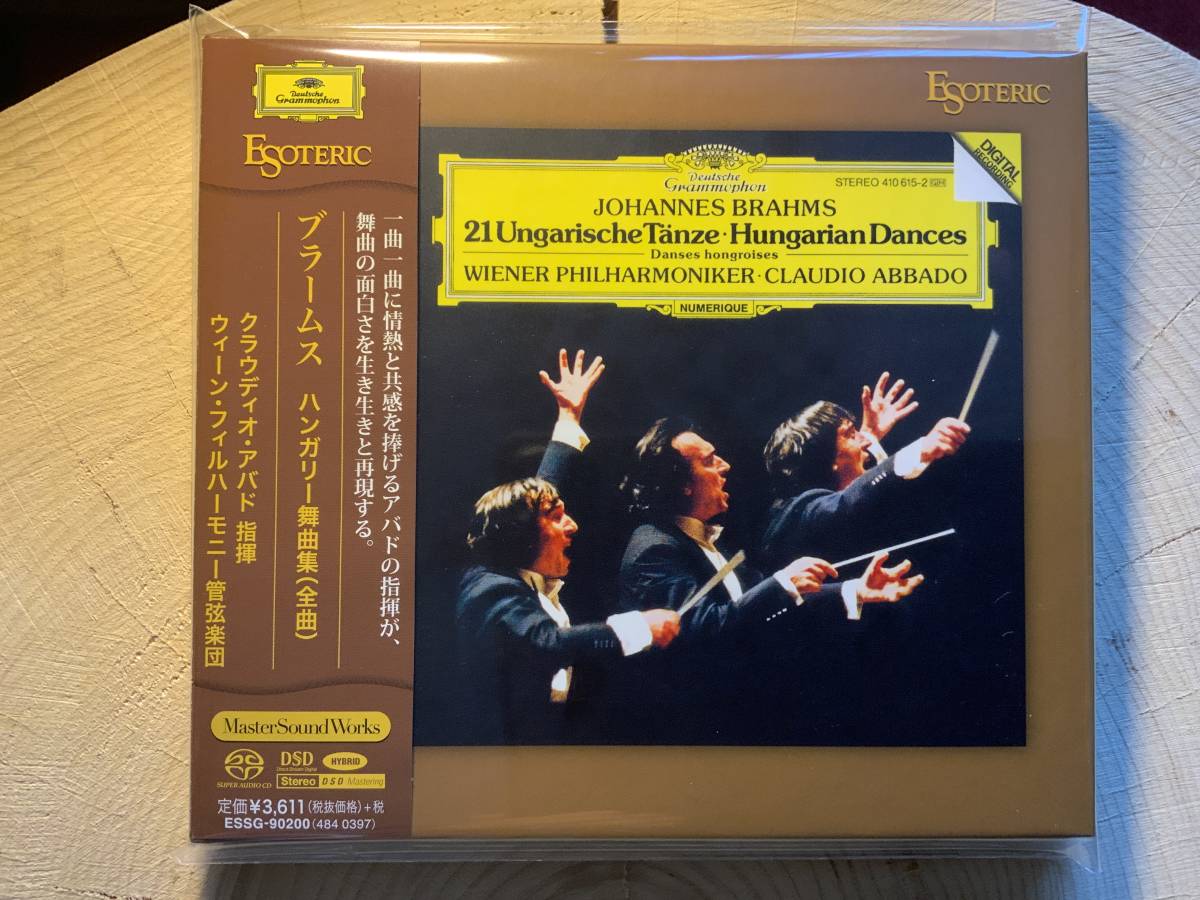 Deutsche
Grammophon
ESOTERIC
一曲一曲に情熱と共感を捧げるアバドの指揮が、
舞曲の面白さを生き生きと再現する。
ブラームス ハンガリー舞曲集(全曲)
クラウディオ・アバド 指揮
ウィーン・フィルハーモニー管弦楽団
MasterSoundWorks
SUPER AUDIO CD
DSD
Direct Stream Digital
HYBRID
Stereo DSD Mastering
定価¥3,611(税抜価格)+税
ESSG-90200(484 0397)
ESOTERIC
DIGITAL
RECORDING
Deutsche
Grammophon
STEREO 410 615-2 GH
JOHANNES BRAHMS
21 Ungarische Tänze · Hungarian Dances
Danses hongroises
WIENER PHILHARMONIKER · CLAUDIO ABBADO
NUMERIQUE